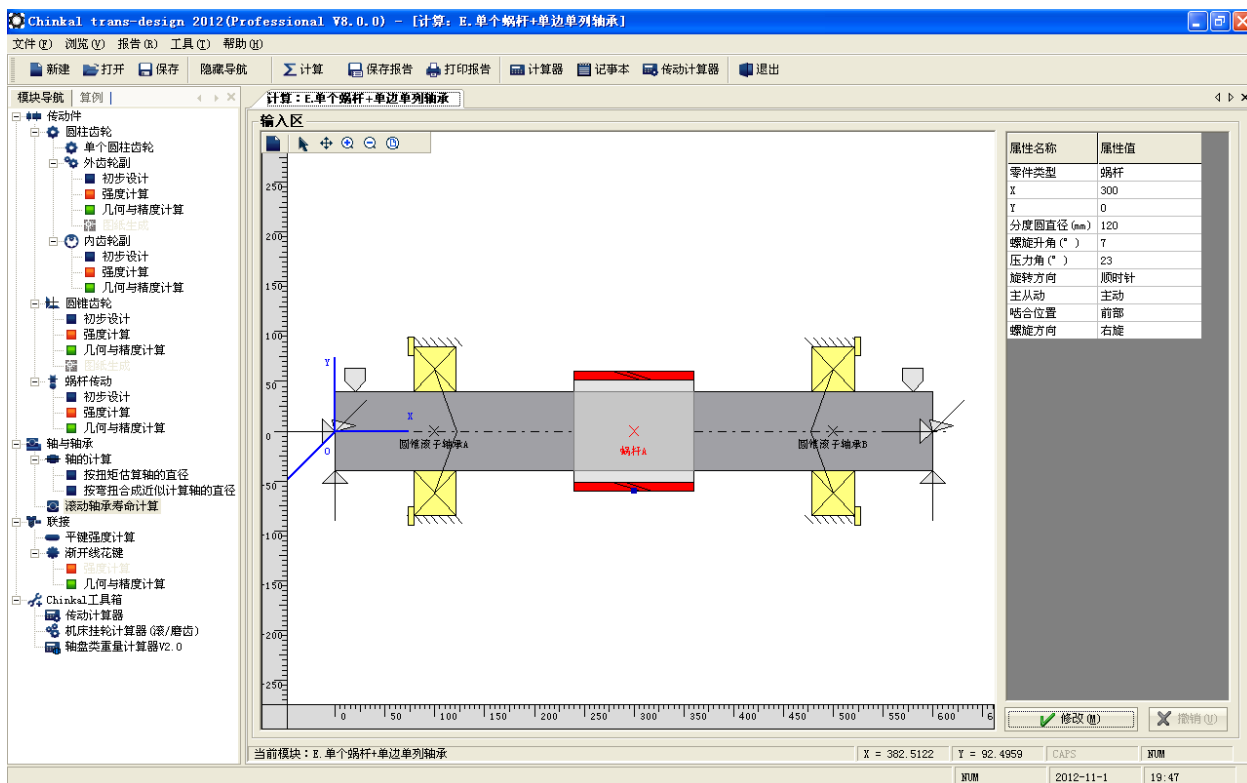 Chinkal trans-design 2012(Professional V8.0.0) - [计算: E.单个蜗杆+单边单列轴承]
文件(F) 浏览(V) 报告(R) 工具(T) 帮助(H)
新建 打开 保存 隐藏导航 计算 保存报告 打印报告 计算器 记事本 传动计算器 退出
模块导航 算例
传动件
圆柱齿轮
单个圆柱齿轮
外齿轮副
初步设计
强度计算
几何与精度计算
图纸生成
内齿轮副
初步设计
强度计算
几何与精度计算
圆锥齿轮
初步设计
强度计算
几何与精度计算
图纸生成
蜗杆传动
初步设计
强度计算
几何与精度计算
轴与轴承
轴的计算
按扭矩估算轴的直径
按弯扭合成近似计算轴的直径
滚动轴承寿命计算
联接
平键强度计算
渐开线花键
强度计算
几何与精度计算
Chinkal工具箱
传动计算器
机床挂轮计算器(滚/磨齿)
轴盘类重量计算器V2.0
计算：E.单个蜗杆+单边单列轴承
输入区
250
200
150
100
50
0
-50
-100
-150
-200
-250
Y
X
O
圆锥滚子轴承A
蜗杆A
圆锥滚子轴承B
0 50 100 150 200 250 300 350 400 450 500 550 600 6
属性名称 属性值
零件类型 蜗杆
X 300
Y 0
分度圆直径(mm) 120
螺旋升角(°) 7
压力角(°) 23
旋转方向 顺时针
主从动 主动
啮合位置 前部
螺旋方向 右旋
修改(M) 撤销(U)
当前模块：E.单个蜗杆+单边单列轴承 X = 382.5122 Y = 92.4959 CAPS NUM
NUM 2012-11-1 19:47